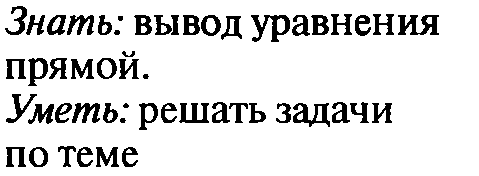 Знать: вывод уравнения
прямой.
Уметь: решать задачи
по теме